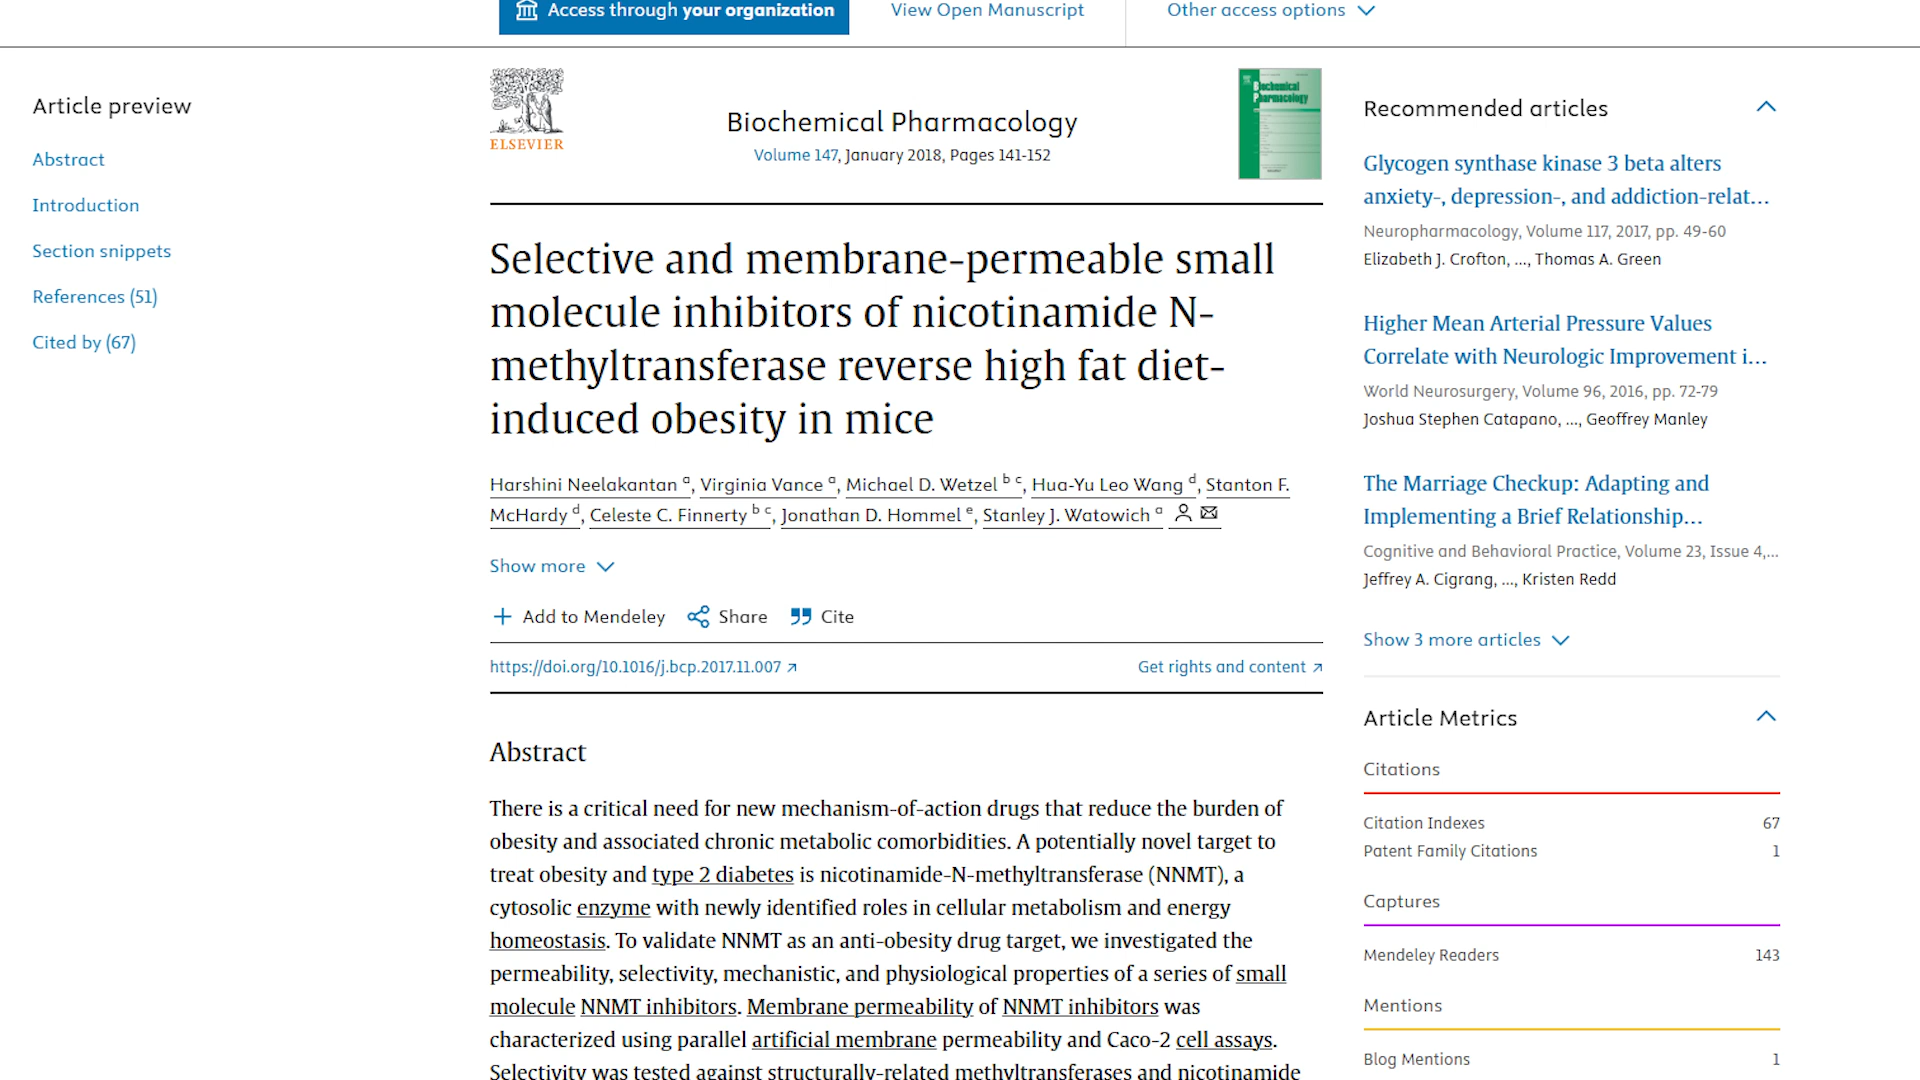 Access through your organization
View Open Manuscript
Other access options
Article preview
Abstract
Introduction
Section snippets
References (51)
Cited by (67)
ELSEVIER
Biochemical Pharmacology
Volume 147, January 2018, Pages 141-152
Biochemical
Pharmacology
Selective and membrane-permeable small
molecule inhibitors of nicotinamide N-
methyltransferase reverse high fat diet-
induced obesity in mice
Harshini Neelakantan a, Virginia Vance a, Michael D. Wetzel b c, Hua-Yu Leo Wang d, Stanton F.
McHardy d, Celeste C. Finnerty b c, Jonathan D. Hommel e, Stanley J. Watowich a
Show more
Add to Mendeley
Share
Cite
https://doi.org/10.1016/j.bcp.2017.11.007
Get rights and content
Abstract
There is a critical need for new mechanism-of-action drugs that reduce the burden of
obesity and associated chronic metabolic comorbidities. A potentially novel target to
treat obesity and type 2 diabetes is nicotinamide-N-methyltransferase (NNMT), a
cytosolic enzyme with newly identified roles in cellular metabolism and energy
homeostasis. To validate NNMT as an anti-obesity drug target, we investigated the
permeability, selectivity, mechanistic, and physiological properties of a series of small
molecule NNMT inhibitors. Membrane permeability of NNMT inhibitors was
characterized using parallel artificial membrane permeability and Caco-2 cell assays.
Selectivity was tested against structurally-related methyltransferases and nicotinamide
Recommended articles
Glycogen synthase kinase 3 beta alters
anxiety-, depression-, and addiction-relat...
Neuropharmacology, Volume 117, 2017, pp. 49-60
Elizabeth J. Crofton, ..., Thomas A. Green
Higher Mean Arterial Pressure Values
Correlate with Neurologic Improvement i...
World Neurosurgery, Volume 96, 2016, pp. 72-79
Joshua Stephen Catapano, ..., Geoffrey Manley
The Marriage Checkup: Adapting and
Implementing a Brief Relationship...
Cognitive and Behavioral Practice, Volume 23, Issue 4,...
Jeffrey A. Cigrang, ..., Kristen Redd
Show 3 more articles
Article Metrics
Citations
Citation Indexes 67
Patent Family Citations 1
Captures
Mendeley Readers 143
Mentions
Blog Mentions 1